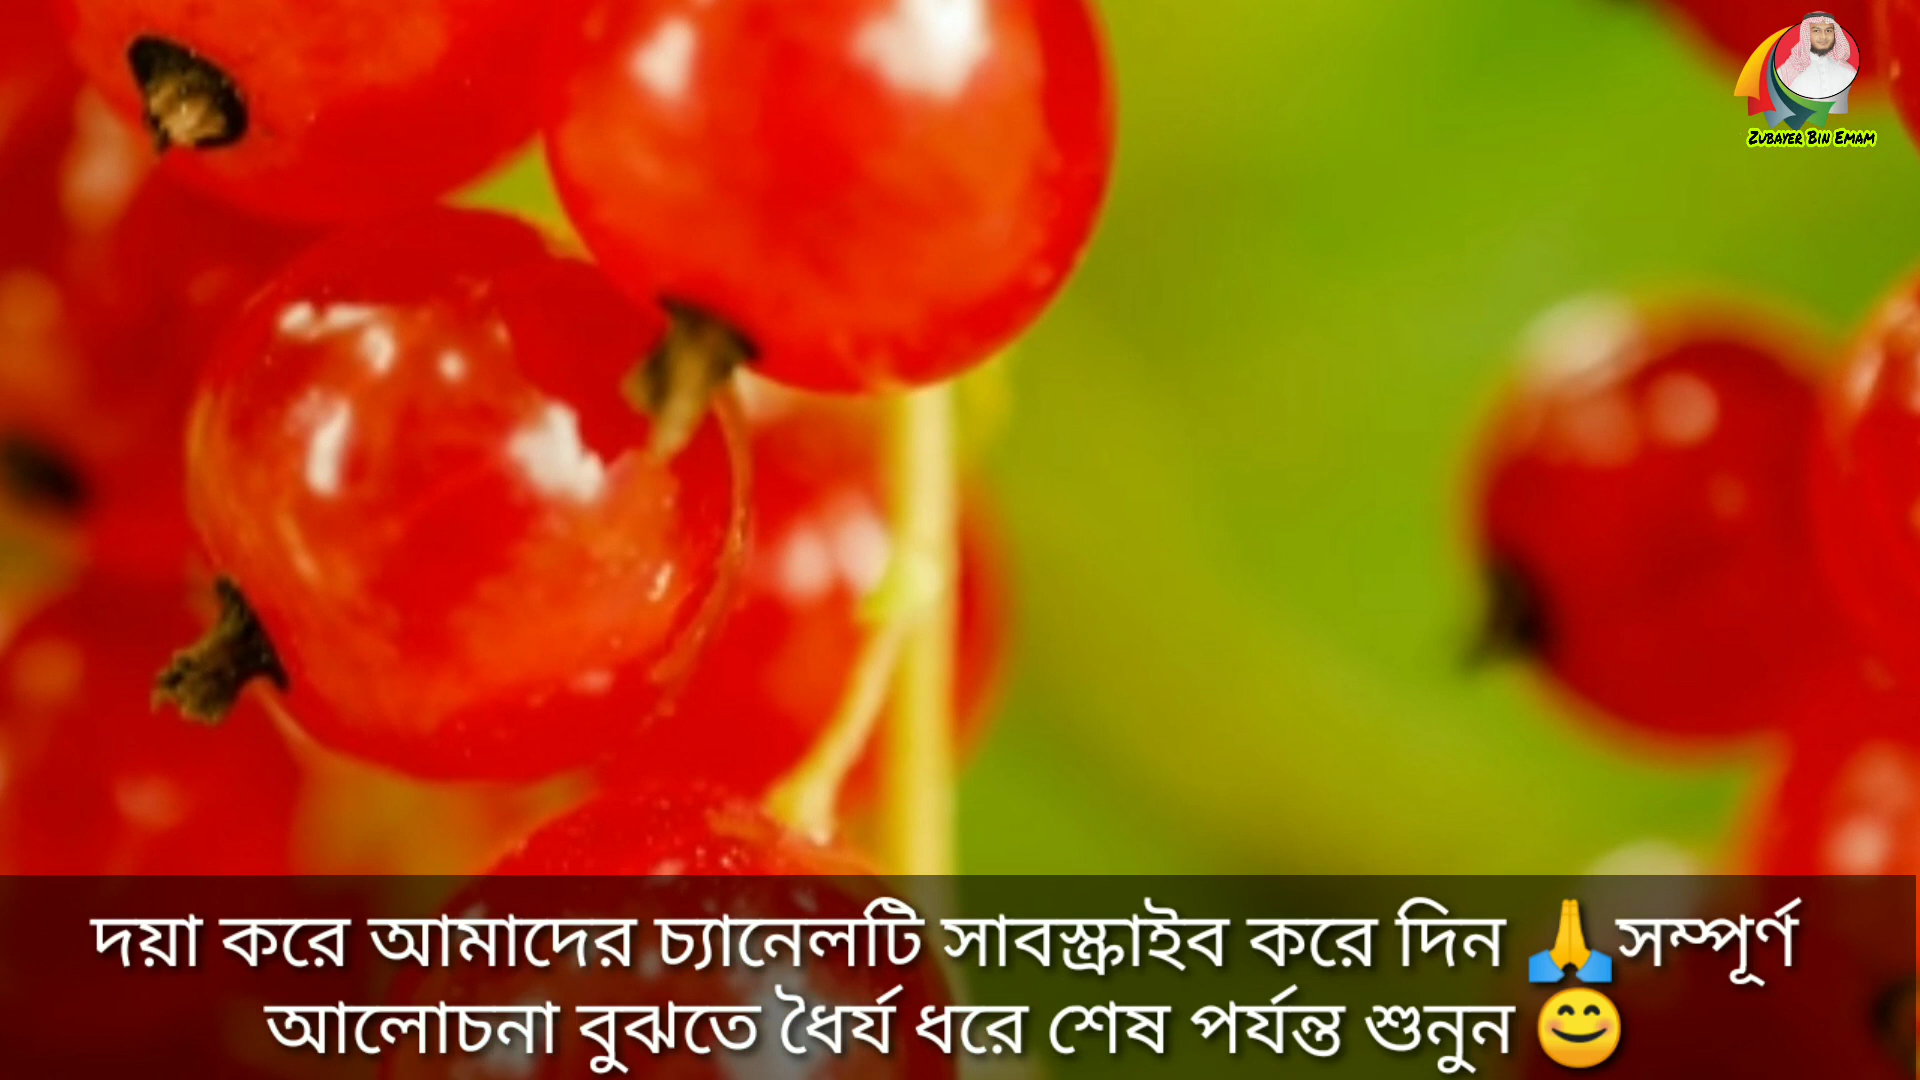 Zubayer Bin Emam
দয়া করে আমাদের চ্যানেলটি সাবস্ক্রাইব করে দিন 🙏সম্পূর্ণ
আলোচনা বুঝতে ধৈর্য ধরে শেষ পর্যন্ত শুনুন 😊